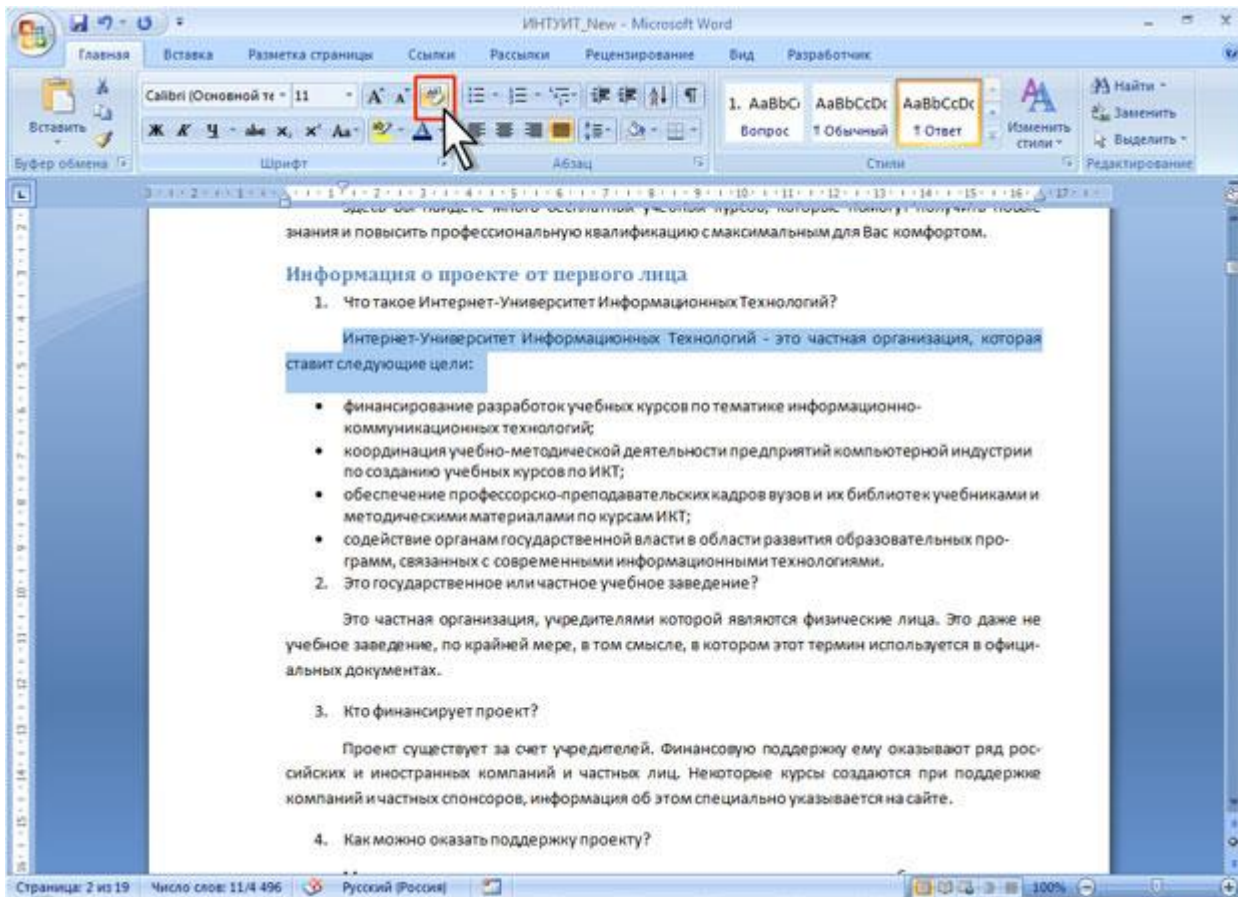 ИНТУИТ_New - Microsoft Word
Главная Вставка Разметка страницы Ссылки Рассылки Рецензирование Вид Разработчик
Вставить
Буфер обмена
Calibri (Основной те 11
Ж К Ч abc x, x' Aa
Шрифт
Абзац
1. AaBbCc AaBbCcDc AaBbCcDc
Вопрос ¶ Обычный ¶ Ответ
Изменить стили
Стили
Найти
Заменить
Выделить
Редактирование
знания и повысить профессиональную квалификацию с максимальным для Вас комфортом.
Информация о проекте от первого лица
1. Что такое Интернет-Университет Информационных Технологий?
Интернет-Университет Информационных Технологий - это частная организация, которая
ставит следующие цели:
• финансирование разработок учебных курсов по тематике информационно-
коммуникационных технологий;
• координация учебно-методической деятельности предприятий компьютерной индустрии
по созданию учебных курсов по ИКТ;
• обеспечение профессорско-преподавательских кадров вузов и их библиотек учебниками и
методическими материалами по курсам ИКТ;
• содействие органам государственной власти в области развития образовательных про-
грамм, связанных с современными информационными технологиями.
2. Это государственное или частное учебное заведение?
Это частная организация, учредителями которой являются физические лица. Это даже не
учебное заведение, по крайней мере, в том смысле, в котором этот термин используется в офици-
альных документах.
3. Кто финансирует проект?
Проект существует за счет учредителей. Финансовую поддержку ему оказывают ряд рос-
сийских и иностранных компаний и частных лиц. Некоторые курсы создаются при поддержке
компаний и частных спонсоров, информация об этом специально указывается на сайте.
4. Как можно оказать поддержку проекту?
Страница: 2 из 19 Число слов: 11/4 496 Русский (Россия) 100%